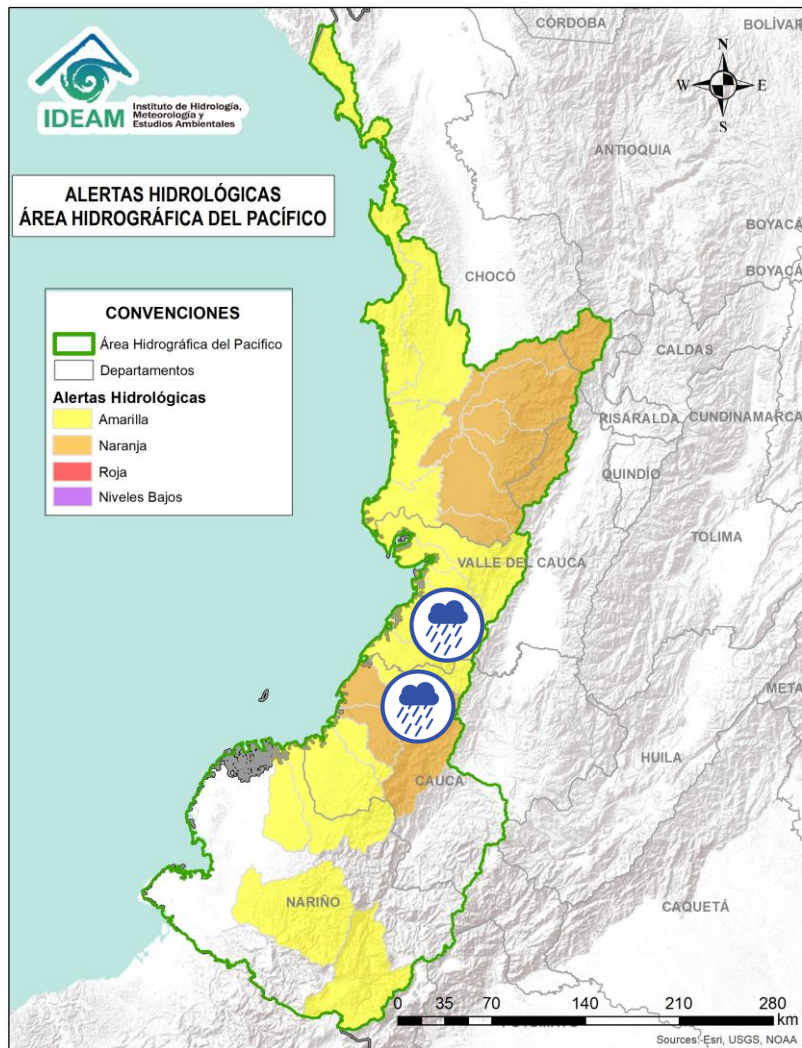 CÓRDOBA
BOLÍVAR
IDEAM
Instituto de Hidrología,
Meteorología y
Estudios Ambientales
N
W E
S
ANTIOQUIA
ALERTAS HIDROLÓGICAS
ÁREA HIDROGRÁFICA DEL PACÍFICO
BOYACÁ
BOYACÁ
CHOCÓ
CONVENCIONES
Área Hidrográfica del Pacifico
Departamentos
Alertas Hidrológicas
Amarilla
Naranja
Roja
Niveles Bajos
CALDAS
RISARALDA
CUNDINAMARCA
QUINDÍO
TOLIMA
VALLE DEL CAUCA
META
HUILA
CAUCA
NARIÑO
CAQUETÁ
0 35 70 140 210 280
km
Sources: Esri, USGS, NOAA